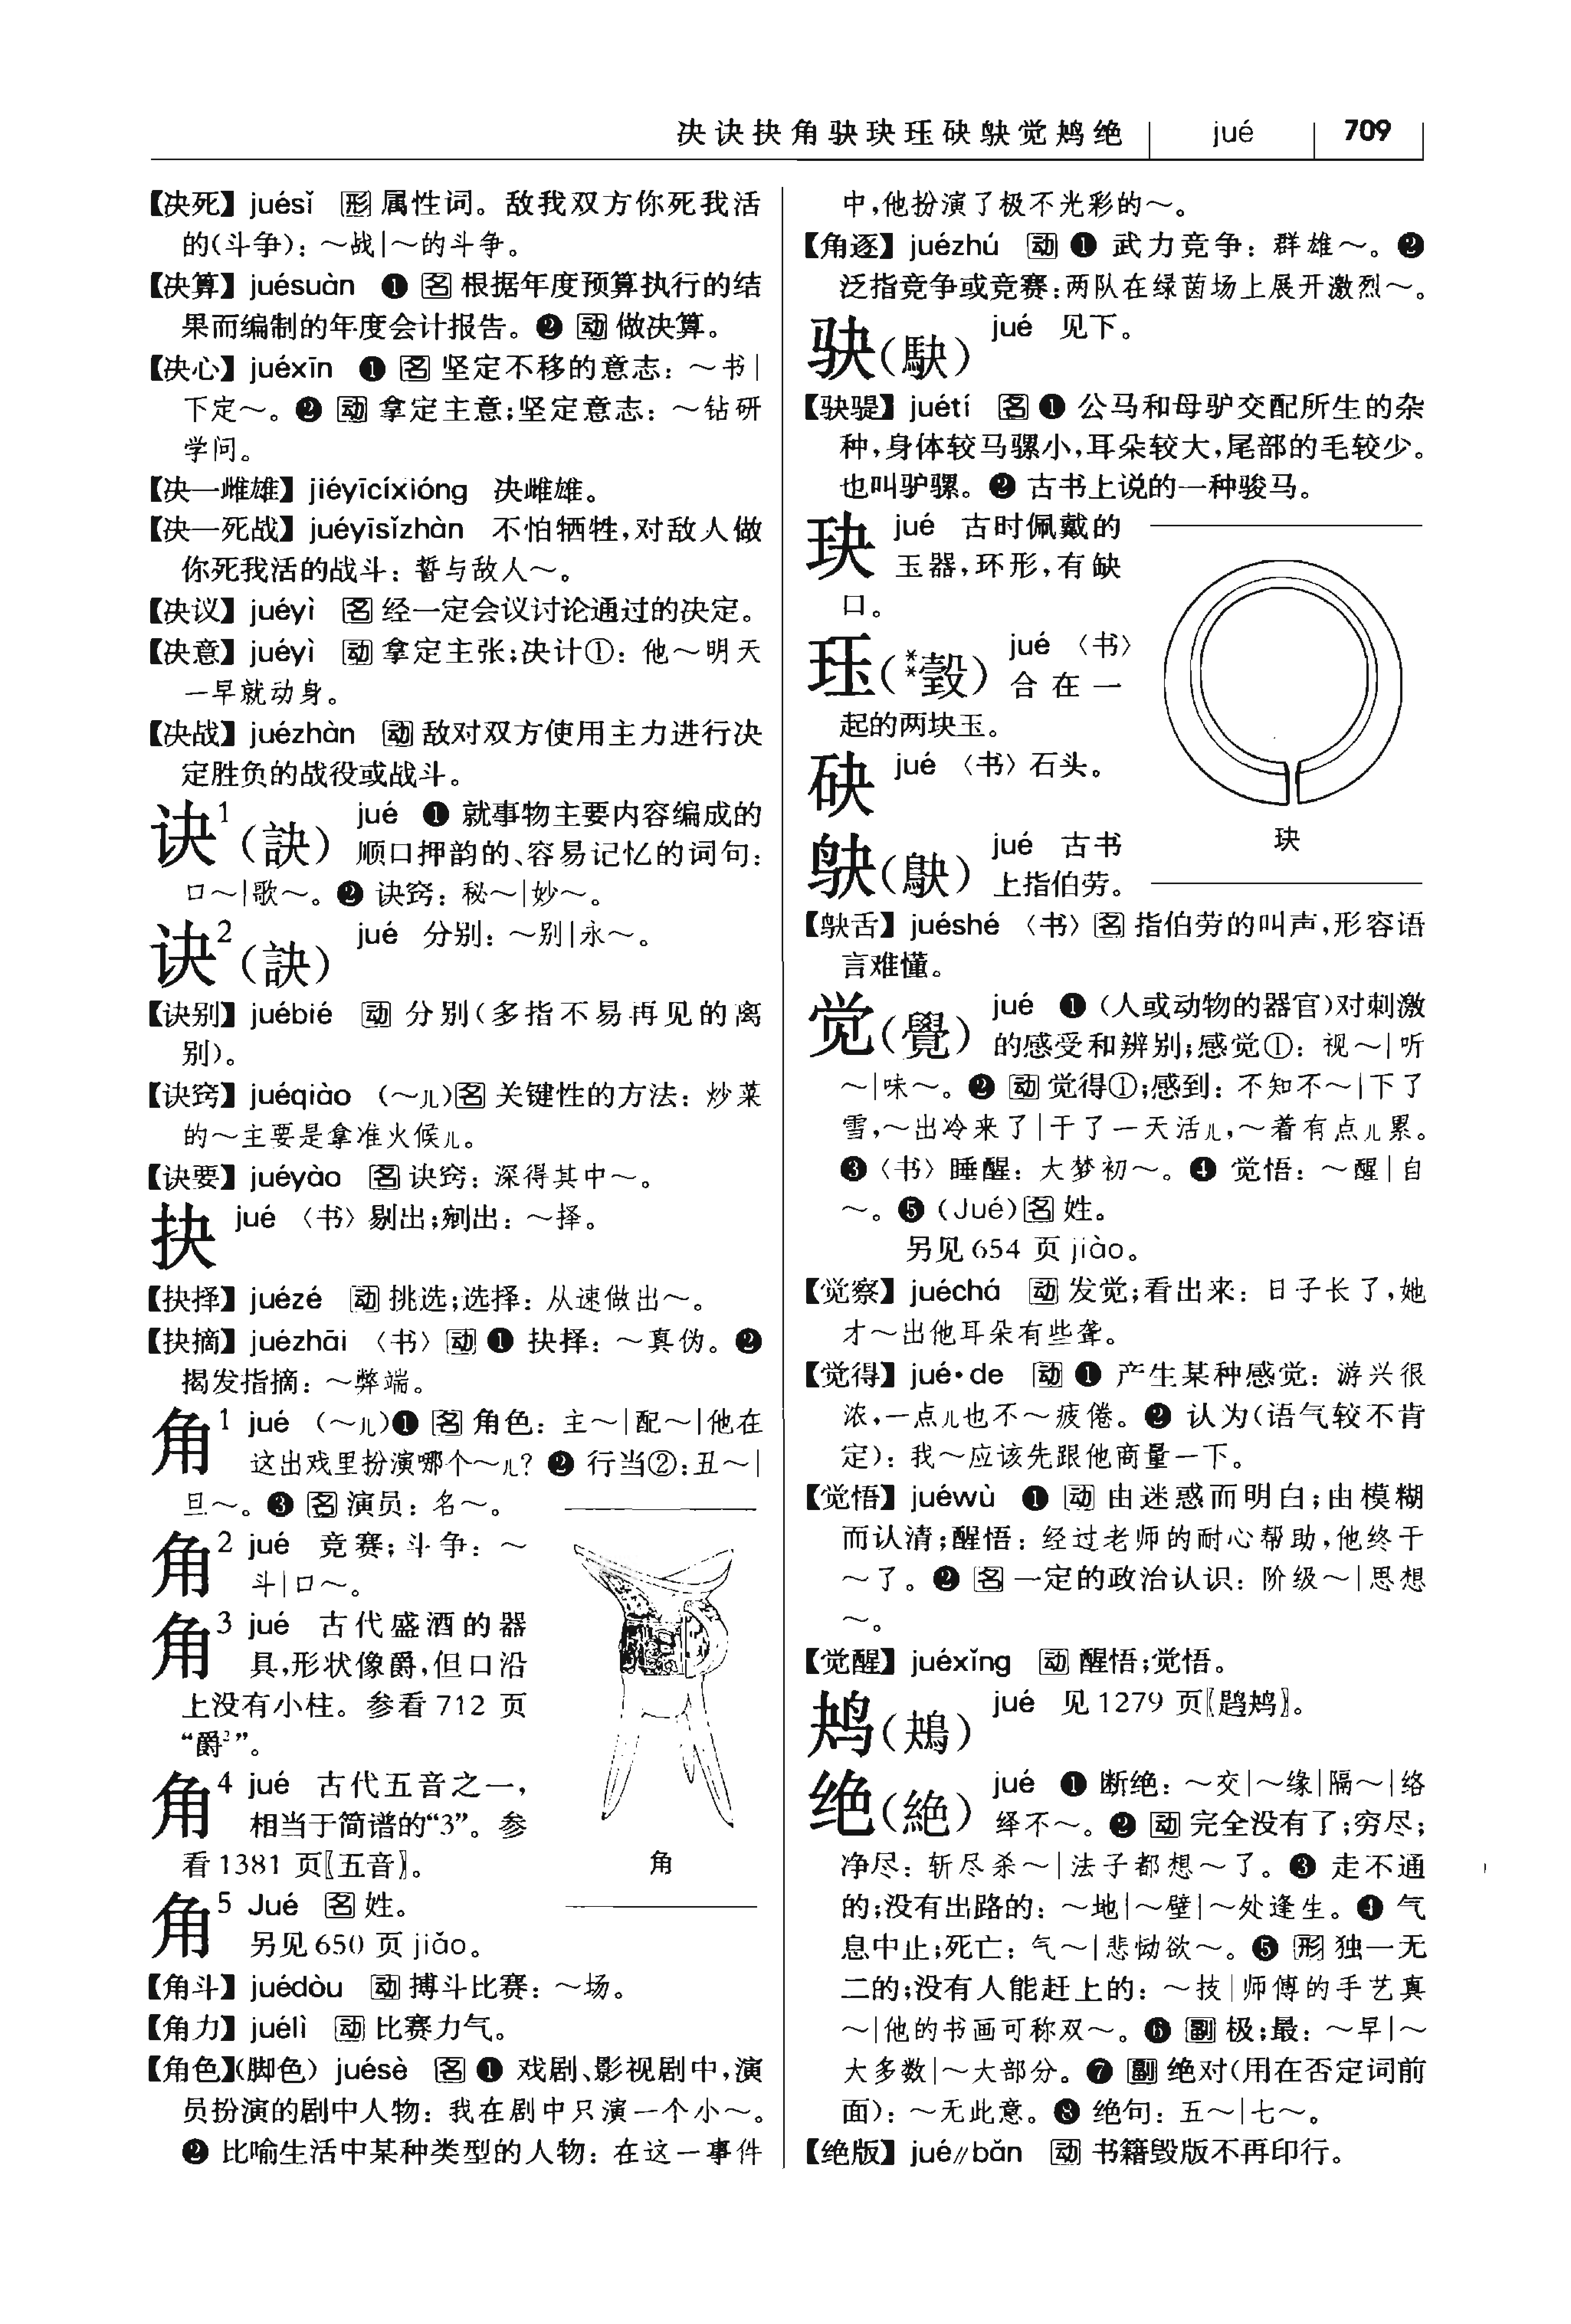 决诀抉角𫘝玦珏砄𫛞觉鸠绝 jué 709
【决死】juésǐ 形 属性词。敌我双方你死我活
的(斗争)：～战|～的斗争。
【决算】juésuàn ❶ 名 根据年度预算执行的结
果而编制的年度会计报告。❷ 动 做决算。
【决心】juéxīn ❶ 名 坚定不移的意志：～书|
下定～。❷ 动 拿定主意;坚定意志：～钻研
学问。
【决一雌雄】jiéyīcíxióng 决雌雄。
【决一死战】juéyīsǐzhàn 不怕牺牲,对敌人做
你死我活的战斗：誓与敌人～。
【决议】juéyì 名 经一定会议讨论通过的决定。
【决意】juéyì 动 拿定主张;决计①：他～明天
一早就动身。
【决战】juézhàn 动 敌对双方使用主力进行决
定胜负的战役或战斗。
诀¹(訣) jué ❶ 就事物主要内容编成的
顺口押韵的、容易记忆的词句：
口～|歌～。❷ 诀窍：秘～|妙～。
诀²(訣) jué 分别：～别|永～。
【诀别】juébié 动 分别(多指不易再见的离
别)。
【诀窍】juéqiào (～儿)名 关键性的方法：炒菜
的～主要是拿准火候儿。
【诀要】juéyào 名 诀窍：深得其中～。
抉 jué 〈书〉剔出;剜出：～择。
【抉择】juézé 动 挑选;选择：从速做出～。
【抉摘】juézhāi 〈书〉动 ❶ 抉择：～真伪。❷
揭发指摘：～弊端。
角¹ jué (～儿)❶ 名 角色：主～|配～|他在
这出戏里扮演哪个～儿? ❷ 行当②:丑～|
旦～。❸ 名 演员：名～。
角² jué 竞赛;斗争：～
斗|口～。
角³ jué 古代盛酒的器
具,形状像爵,但口沿
上没有小柱。参看 712 页
“爵²”。
角⁴ jué 古代五音之一,
相当于简谱的“3”。参
看 1381 页〖五音〗。
角
角⁵ Jué 名 姓。
另见 650 页 jiǎo。
【角斗】juédòu 动 搏斗比赛：～场。
【角力】juélì 动 比赛力气。
【角色】(脚色) juésè 名 ❶ 戏剧、影视剧中,演
员扮演的剧中人物：我在剧中只演一个小～。
❷ 比喻生活中某种类型的人物：在这一事件
中,他扮演了极不光彩的～。
【角逐】juézhú 动 ❶ 武力竞争：群雄～。❷
泛指竞争或竞赛:两队在绿茵场上展开激烈～。
𫘝(駃) jué 见下。
【𫘝騠】juétí 名 ❶ 公马和母驴交配所生的杂
种,身体较马骡小,耳朵较大,尾部的毛较少。
也叫驴骡。❷ 古书上说的一种骏马。
玦 jué 古时佩戴的
玉器,环形,有缺
口。
珏(**瑴) jué 〈书〉
合在一
起的两块玉。
砄 jué 〈书〉石头。
玦
𫛞(鴃) jué 古书
上指伯劳。
【𫛞舌】juéshé 〈书〉名 指伯劳的叫声,形容语
言难懂。
觉(覺) jué ❶ (人或动物的器官)对刺激
的感受和辨别;感觉①：视～|听
～|味～。❷ 动 觉得①;感到：不知不～|下了
雪,～出冷来了|干了一天活儿,～着有点儿累。
❸〈书〉睡醒：大梦初～。❹ 觉悟：～醒|自
～。❺ (Jué)名 姓。
另见 654 页 jiào。
【觉察】juéchá 动 发觉;看出来：日子长了,她
才～出他耳朵有些聋。
【觉得】jué·de 动 ❶ 产生某种感觉：游兴很
浓,一点儿也不～疲倦。❷ 认为(语气较不肯
定)：我～应该先跟他商量一下。
【觉悟】juéwù ❶ 动 由迷惑而明白;由模糊
而认清;醒悟：经过老师的耐心帮助,他终于
～了。❷ 名 一定的政治认识：阶级～|思想
～。
【觉醒】juéxǐng 动 醒悟;觉悟。
jué 见 1279 页
绝(絶) jué ❶ 断绝：～交|～缘|隔～|络
绎不～。❷ 动 完全没有了;穷尽;
净尽：斩尽杀～|法子都想～了。❸ 走不通
的;没有出路的：～地|～壁|～处逢生。❹ 气
息中止;死亡：气～|悲恸欲～。❺ 形 独一无
二的;没有人能赶上的：～技|师傅的手艺真
～|他的书画可称双～。❻ 副 极;最：～早|～
大多数|～大部分。❼ 副 绝对(用在否定词前
面)：～无此意。❽ 绝句：五～|七～。
【绝版】jué∥bǎn 动 书籍毁版不再印行。